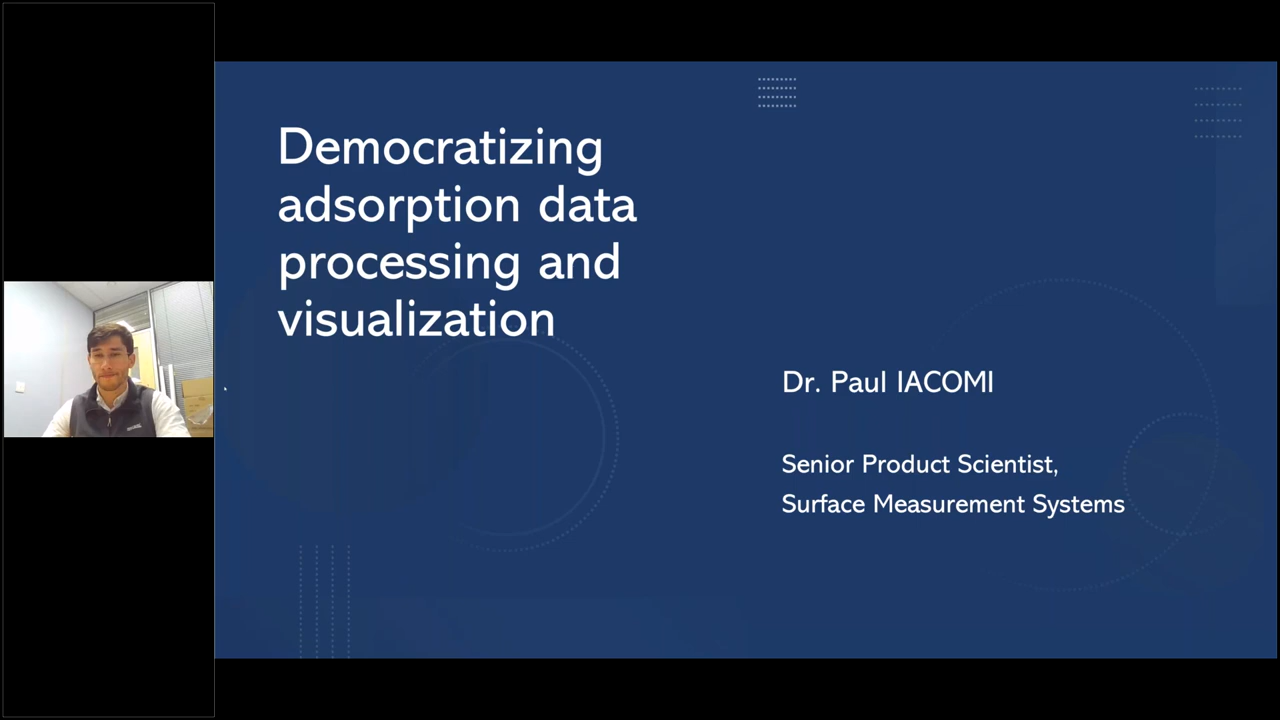 Democratizing
adsorption data
processing and
visualization
Dr. Paul IACOMI
Senior Product Scientist,
Surface Measurement Systems